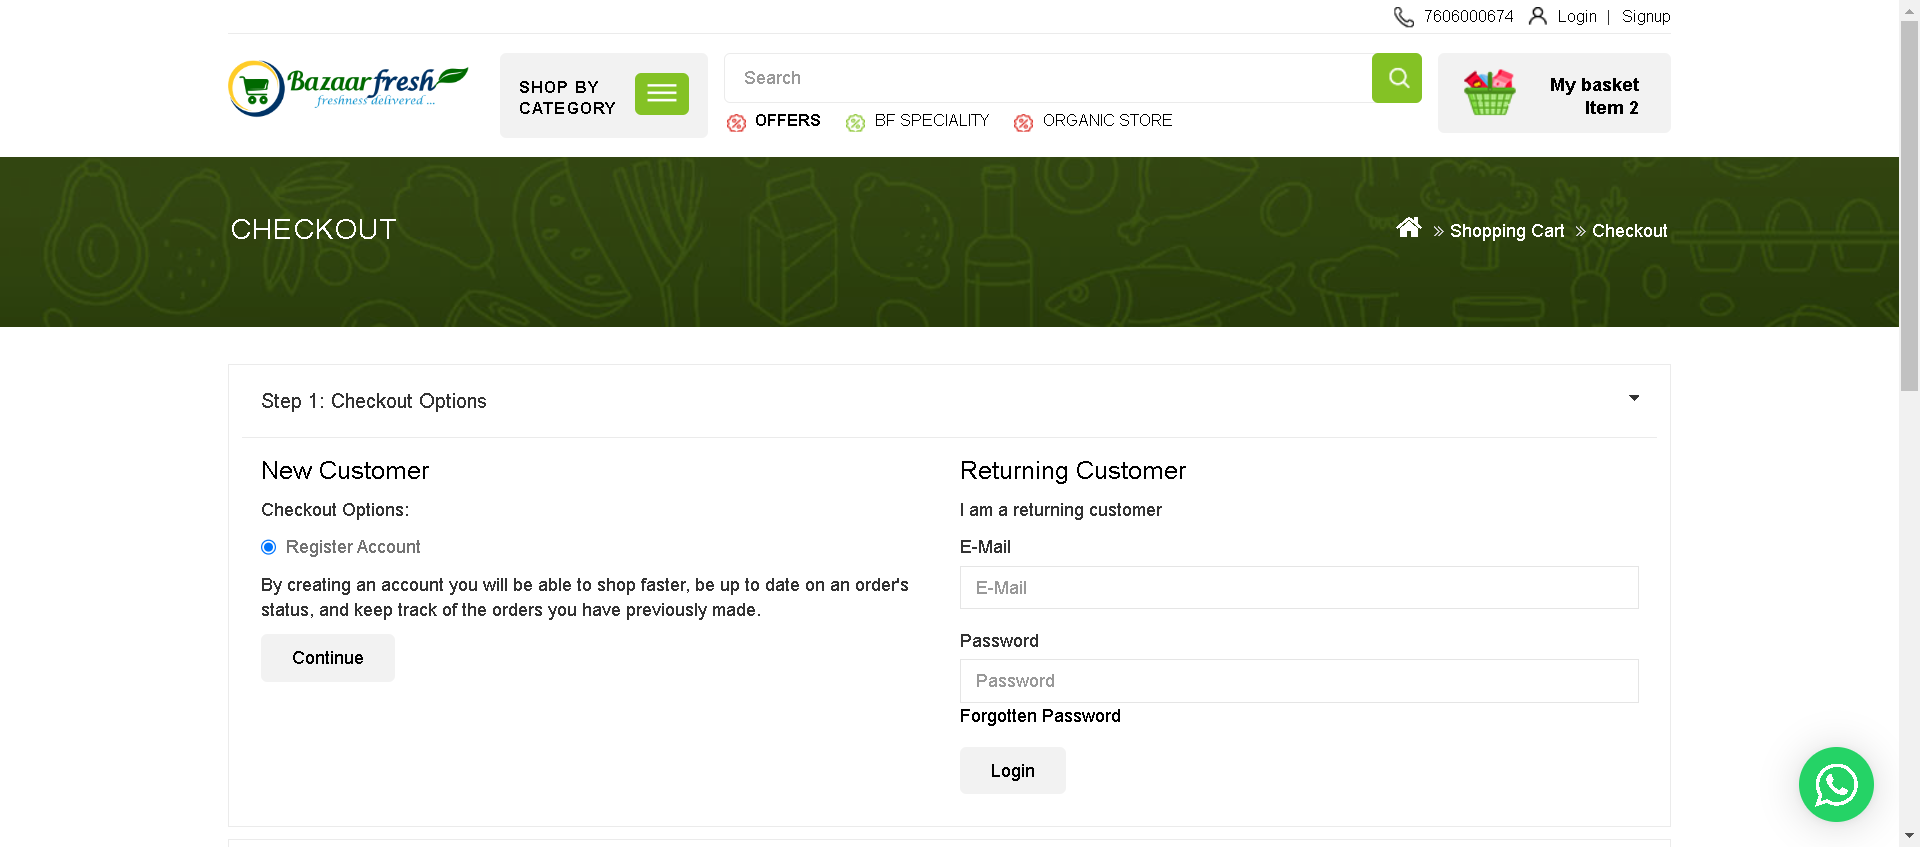 7606000674 Login | Signup
Bazaarfresh
freshness delivered ...
SHOP BY
CATEGORY
Search
My basket
Item 2
OFFERS BF SPECIALITY ORGANIC STORE
CHECKOUT
» Shopping Cart » Checkout
Step 1: Checkout Options
New Customer
Checkout Options:
Register Account
By creating an account you will be able to shop faster, be up to date on an order's
status, and keep track of the orders you have previously made.
Continue
Returning Customer
I am a returning customer
E-Mail
E-Mail
Password
Password
Forgotten Password
Login